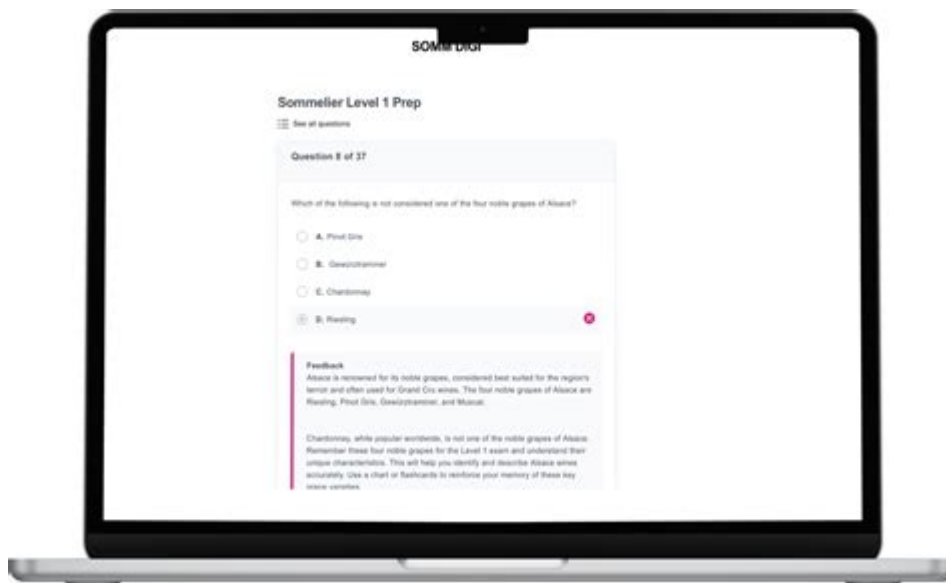 SOMM DIGI
Sommelier Level 1 Prep
See all questions
Question 8 of 37
Which of the following is not considered one of the four noble grapes of Alsace?
A. Pinot Gris
B. Gewürztraminer
C. Chardonnay
D. Riesling
Feedback
Alsace is renowned for its noble grapes, considered best suited for the region's
terroir and often used for Grand Cru wines. The four noble grapes of Alsace are
Riesling, Pinot Gris, Gewürztraminer, and Muscat.
Chardonnay, while popular worldwide, is not one of the noble grapes of Alsace.
Remember these four noble grapes for the Level 1 exam and understand their
unique characteristics. This will help you identify and describe Alsace wines
accurately. Use a chart or flashcards to reinforce your memory of these key
grape varieties.